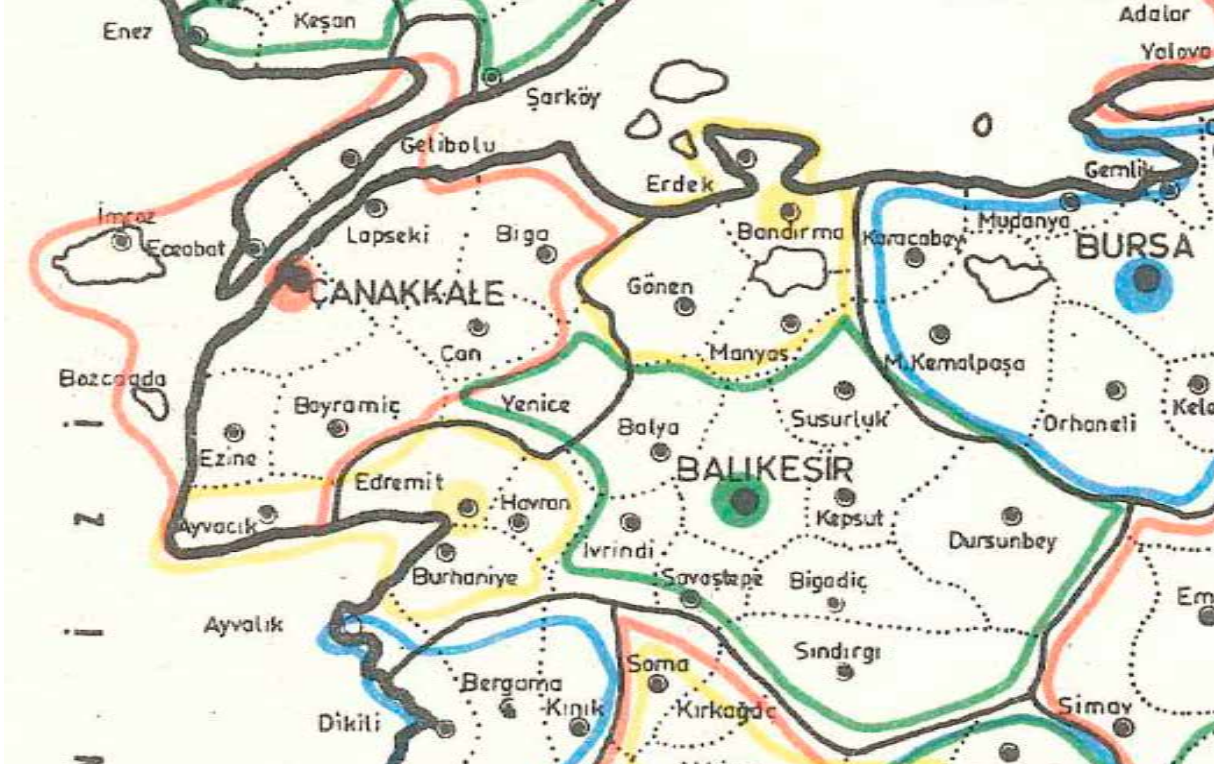 Enez
Keşan
Adalar
Yalova
Şarköy
Gelibolu
Gemlik
Erdek
İmroz
Eceabat
Lapseki
Biga
Bandırma
Karacabey
Mudanya
BURSA
ÇANAKKALE
Gönen
Çan
Manyas
M.Kemalpaşa
Bozcaada
Bayramiç
Yenice
Balya
Susurluk
Orhaneli
Kele
Ezine
Edremit
Havran
BALIKESİR
Kepsut
Ayvacık
İvrindi
Dursunbey
Burhaniye
Savaştepe
Bigadiç
Em
Ayvalık
Soma
Sındırgı
Bergama
Kınık
Kırkağaç
Simav
Dikili